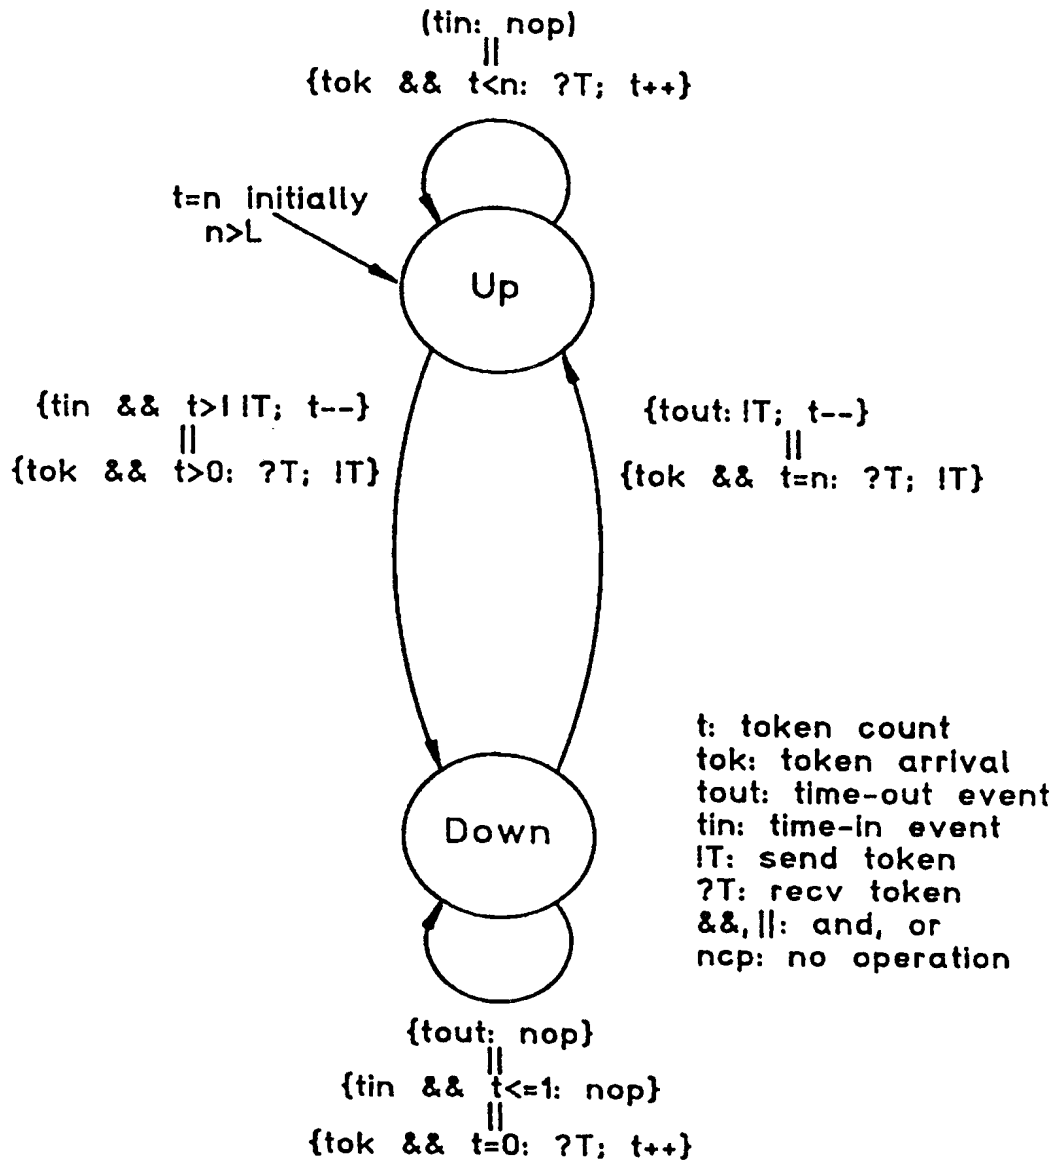 (tin: nop)
||
{tok && t<n: ?T; t++}
t=n initially
n>L
Up
{tin && t>1 !T; t--}
||
{tok && t>0: ?T; !T}
{tout: !T; t--}
||
{tok && t=n: ?T; !T}
t: token count
tok: token arrival
tout: time-out event
tin: time-in event
!T: send token
?T: recv token
&&,||: and, or
ncp: no operation
Down
{tout: nop}
||
{tin && t<=1: nop}
||
{tok && t=0: ?T; t++}